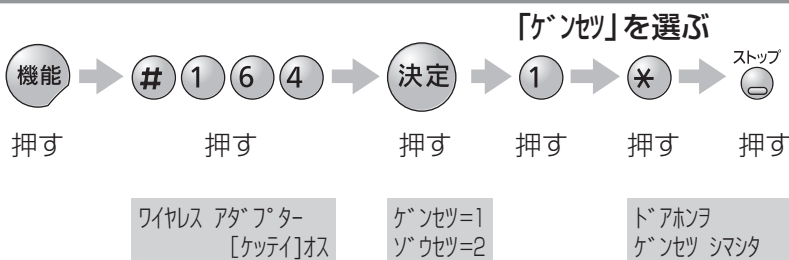 「ｹﾞﾝｾﾂ」を選ぶ
ストップ
機能 # 1 6 4 決定 1 ＊
押す 押す 押す 押す 押す 押す
ﾜｲﾔﾚｽ ｱﾀﾞﾌﾟﾀｰ ｹﾞﾝｾﾂ=1 ﾄﾞｱﾎﾝｦ
[ｹｯﾃｲ]ｵｽ ｿﾞｳｾﾂ=2 ｹﾞﾝｾﾂ ｼﾏｼﾀ